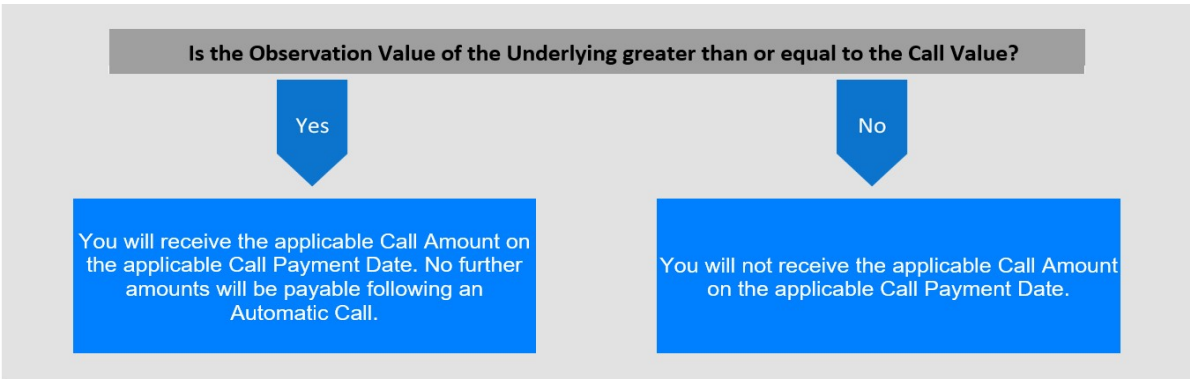 Is the Observation Value of the Underlying greater than or equal to the Call Value?
Yes
No
You will receive the applicable Call Amount on
the applicable Call Payment Date. No further
amounts will be payable following an
Automatic Call.
You will not receive the applicable Call Amount
on the applicable Call Payment Date.